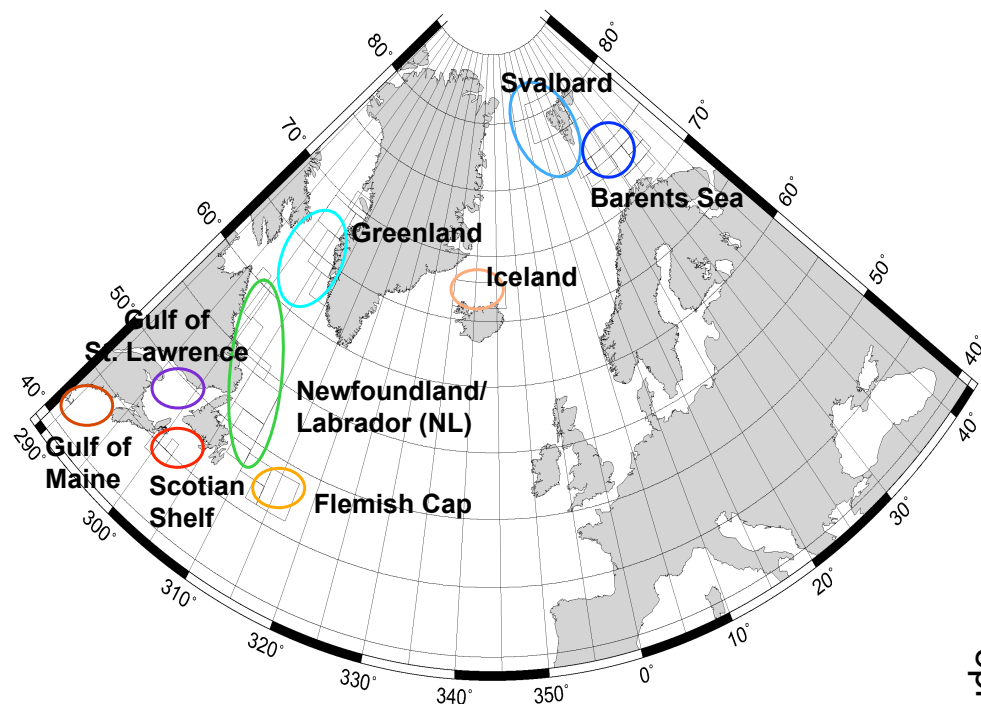 80°
80°
Svalbard
70°
70°
Barents Sea
60°
60°
Greenland
Iceland
50°
50°
Gulf of
St. Lawrence
40°
40°
Newfoundland/
Labrador (NL)
40°
290°
Gulf of
Maine
Scotian
Shelf
Flemish Cap
300°
30°
310°
20°
320°
10°
330°
340°
350°
0°